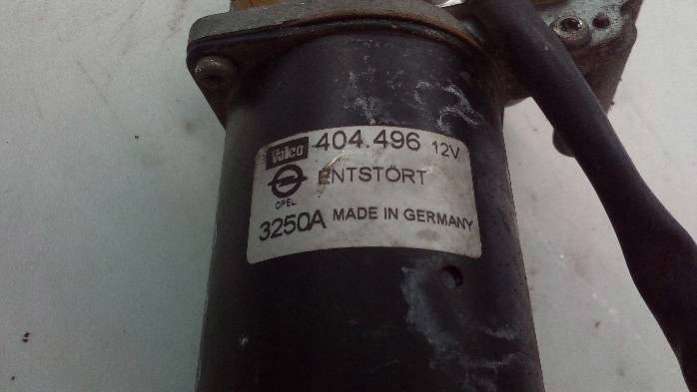 Valeo 404.496 12V
ENTSTÖRT
OPEL
3250A MADE IN GERMANY